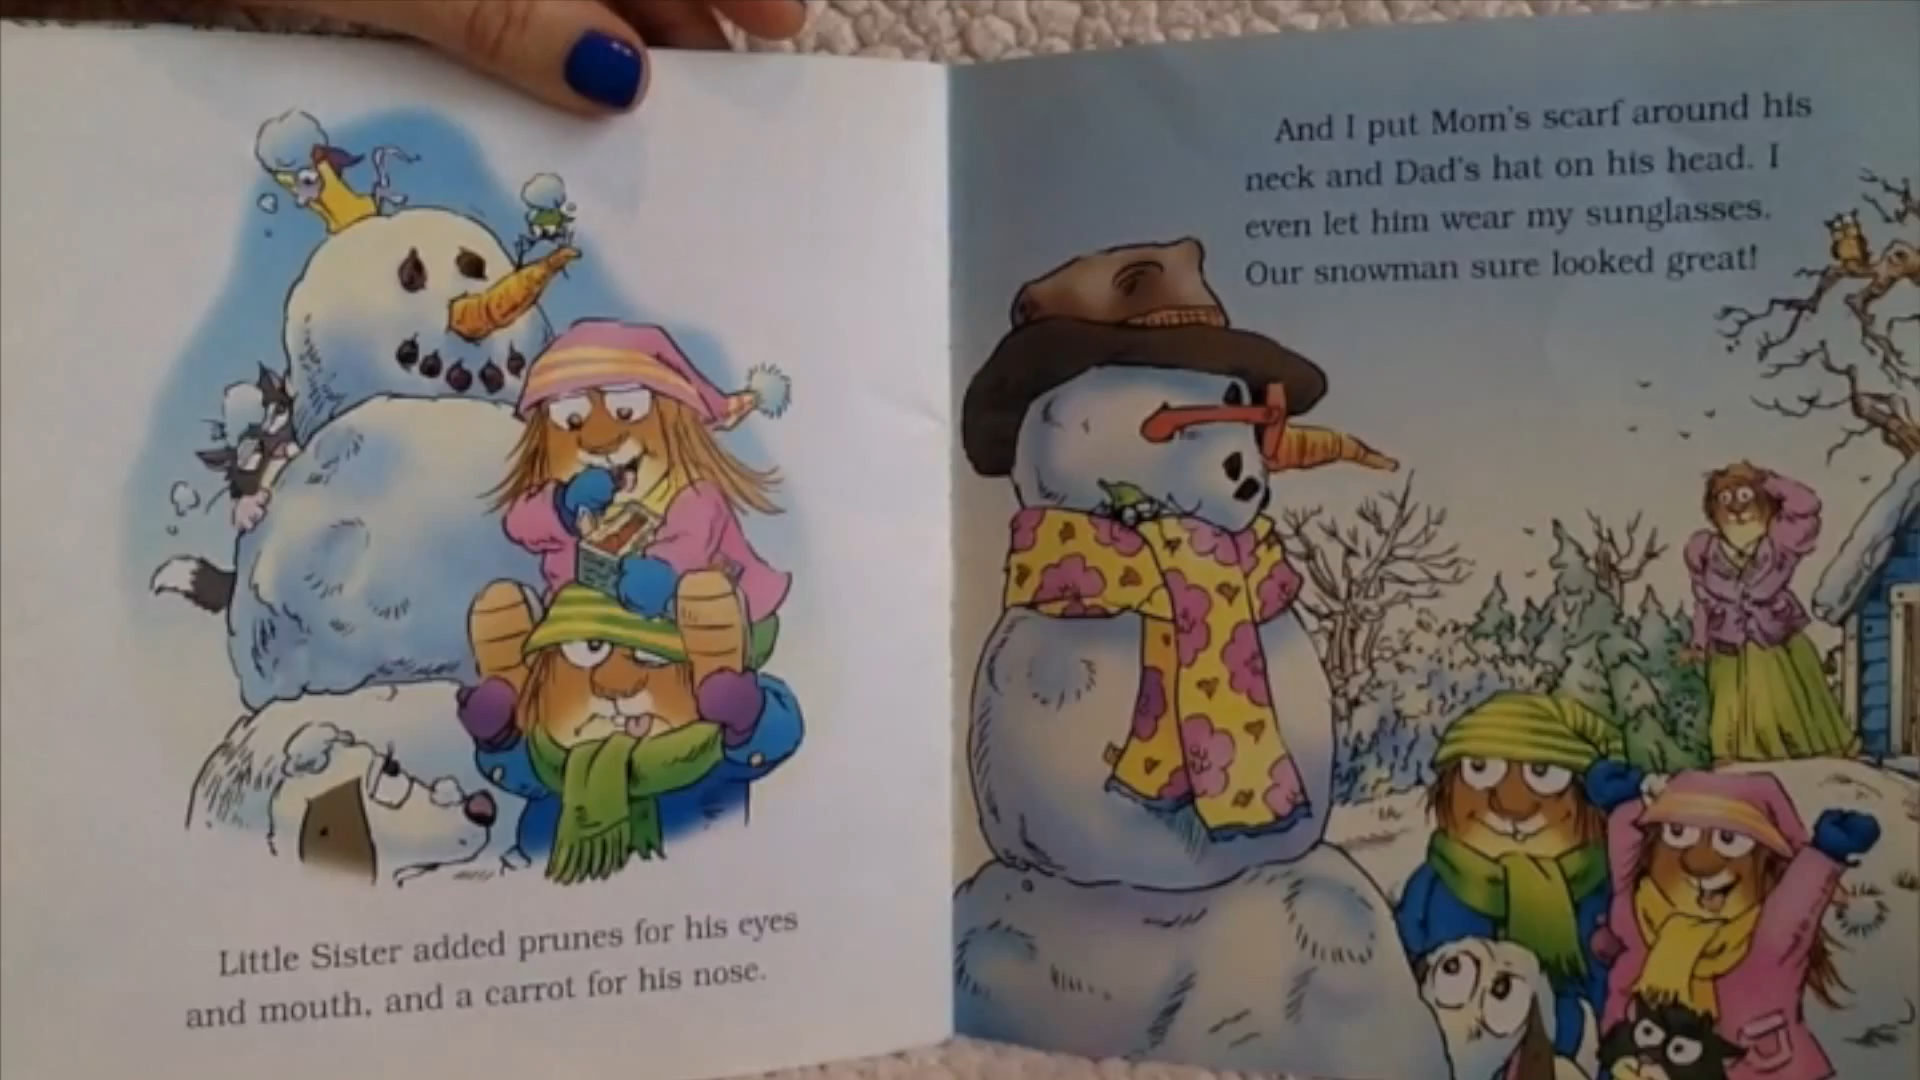 Little Sister added prunes for his eyes
and mouth, and a carrot for his nose.
And I put Mom's scarf around his
neck and Dad's hat on his head. I
even let him wear my sunglasses.
Our snowman sure looked great!